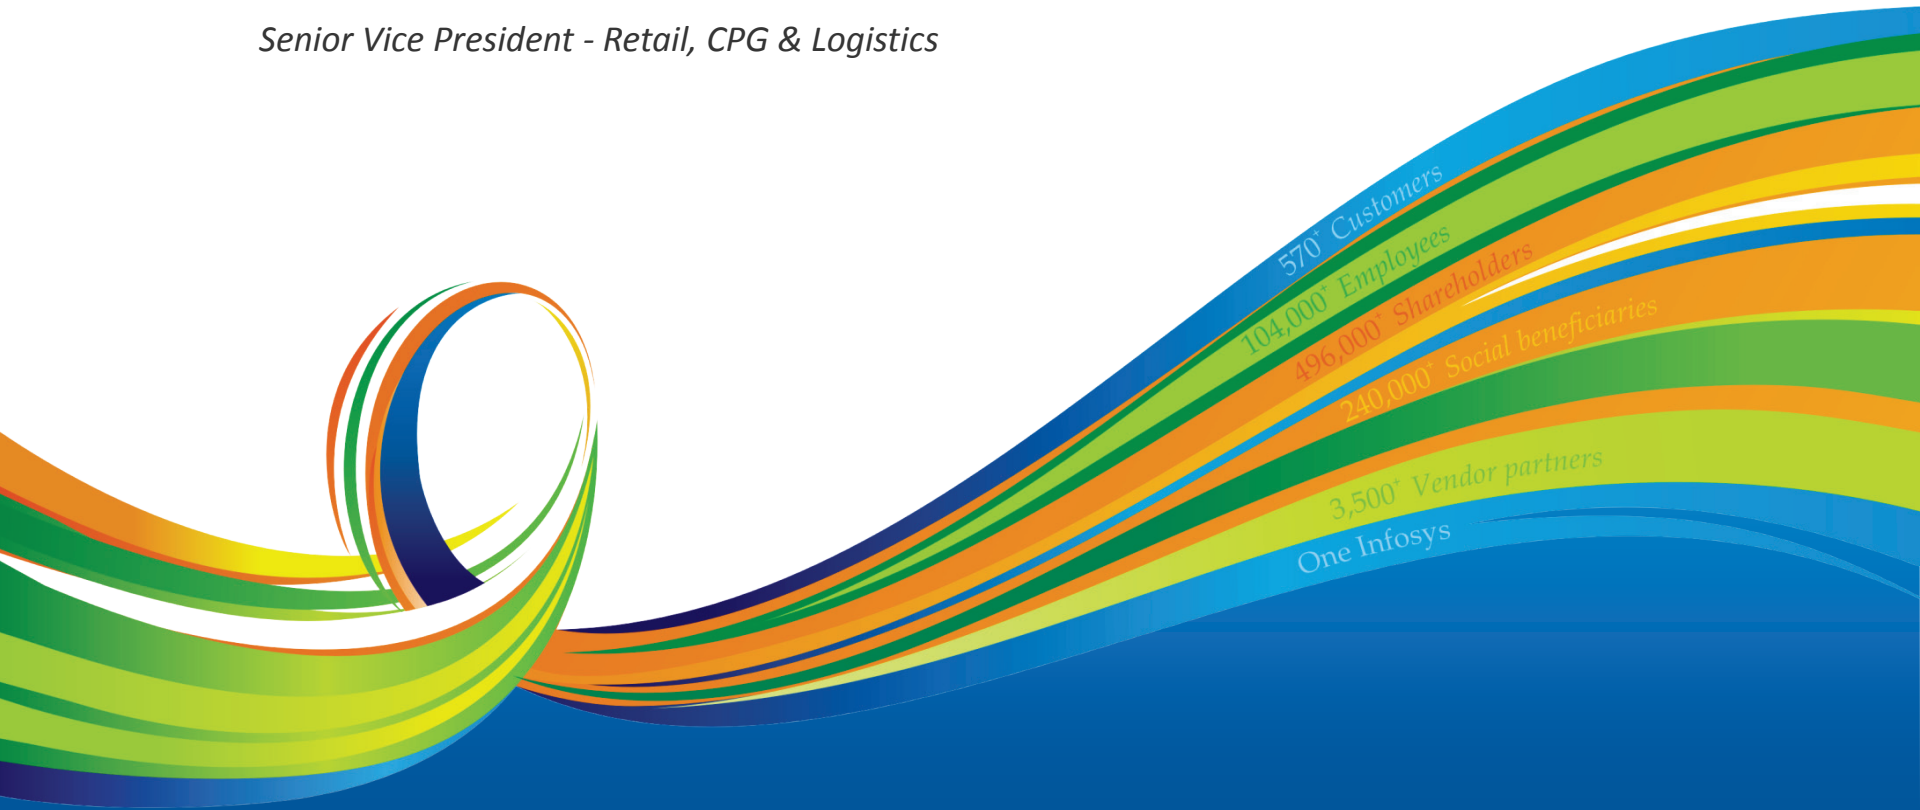 Senior Vice President - Retail, CPG & Logistics
570+ Customers
104,000+ Employees
496,000+ Shareholders
240,000+ Social beneficiaries
3,500+ Vendor partners
One Infosys